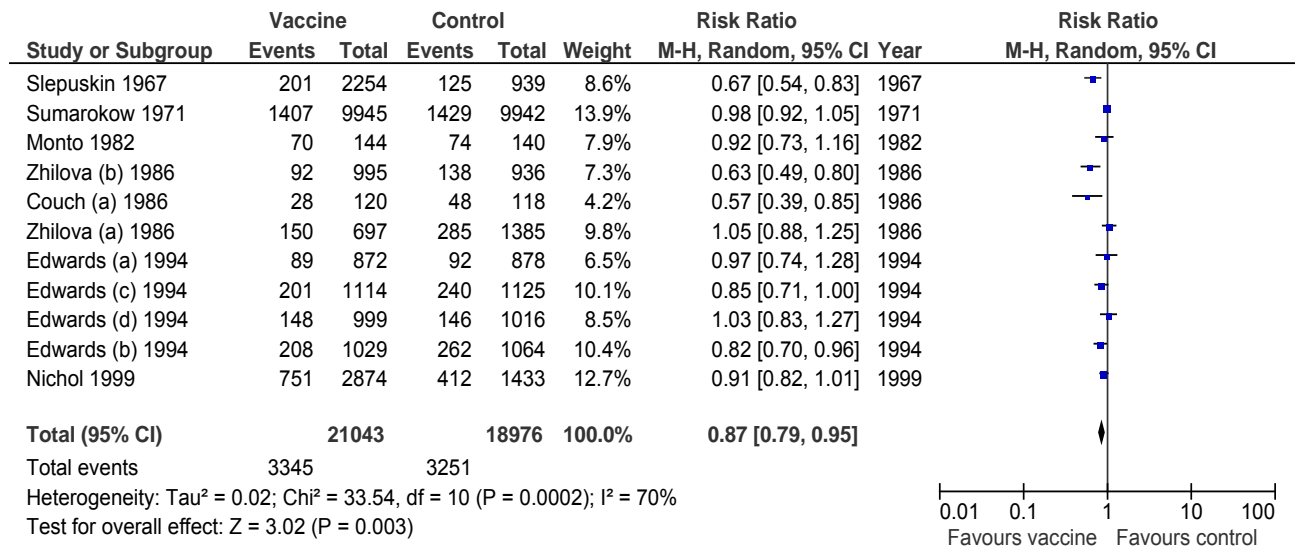 Vaccine Control Risk Ratio Risk Ratio
Study or Subgroup Events Total Events Total Weight M-H, Random, 95% CI Year M-H, Random, 95% CI
Slepuskin 1967 201 2254 125 939 8.6% 0.67 [0.54, 0.83] 1967
Sumarokow 1971 1407 9945 1429 9942 13.9% 0.98 [0.92, 1.05] 1971
Monto 1982 70 144 74 140 7.9% 0.92 [0.73, 1.16] 1982
Zhilova (b) 1986 92 995 138 936 7.3% 0.63 [0.49, 0.80] 1986
Couch (a) 1986 28 120 48 118 4.2% 0.57 [0.39, 0.85] 1986
Zhilova (a) 1986 150 697 285 1385 9.8% 1.05 [0.88, 1.25] 1986
Edwards (a) 1994 89 872 92 878 6.5% 0.97 [0.74, 1.28] 1994
Edwards (c) 1994 201 1114 240 1125 10.1% 0.85 [0.71, 1.00] 1994
Edwards (d) 1994 148 999 146 1016 8.5% 1.03 [0.83, 1.27] 1994
Edwards (b) 1994 208 1029 262 1064 10.4% 0.82 [0.70, 0.96] 1994
Nichol 1999 751 2874 412 1433 12.7% 0.91 [0.82, 1.01] 1999
Total (95% CI) 21043 18976 100.0% 0.87 [0.79, 0.95]
Total events 3345 3251
Heterogeneity: Tau² = 0.02; Chi² = 33.54, df = 10 (P = 0.0002); I² = 70%
Test for overall effect: Z = 3.02 (P = 0.003)
0.01 0.1 1 10 100
Favours vaccine Favours control